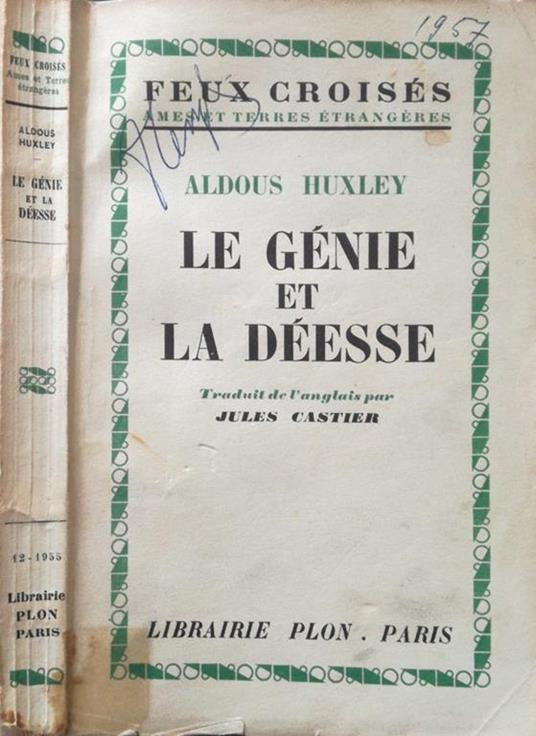 FEUX CROISÉS
Ames et Terres
étrangères
ALDOUS
HUXLEY
LE GÉNIE
ET LA
DÉESSE
12-1955
Librairie
PLON
PARIS
1957
FEUX CROISÉS
AMES ET TERRES ÉTRANGÈRES
ALDOUS HUXLEY
LE GÉNIE
ET
LA DÉESSE
Traduit de l'anglais par
JULES CASTIER
LIBRAIRIE PLON . PARIS